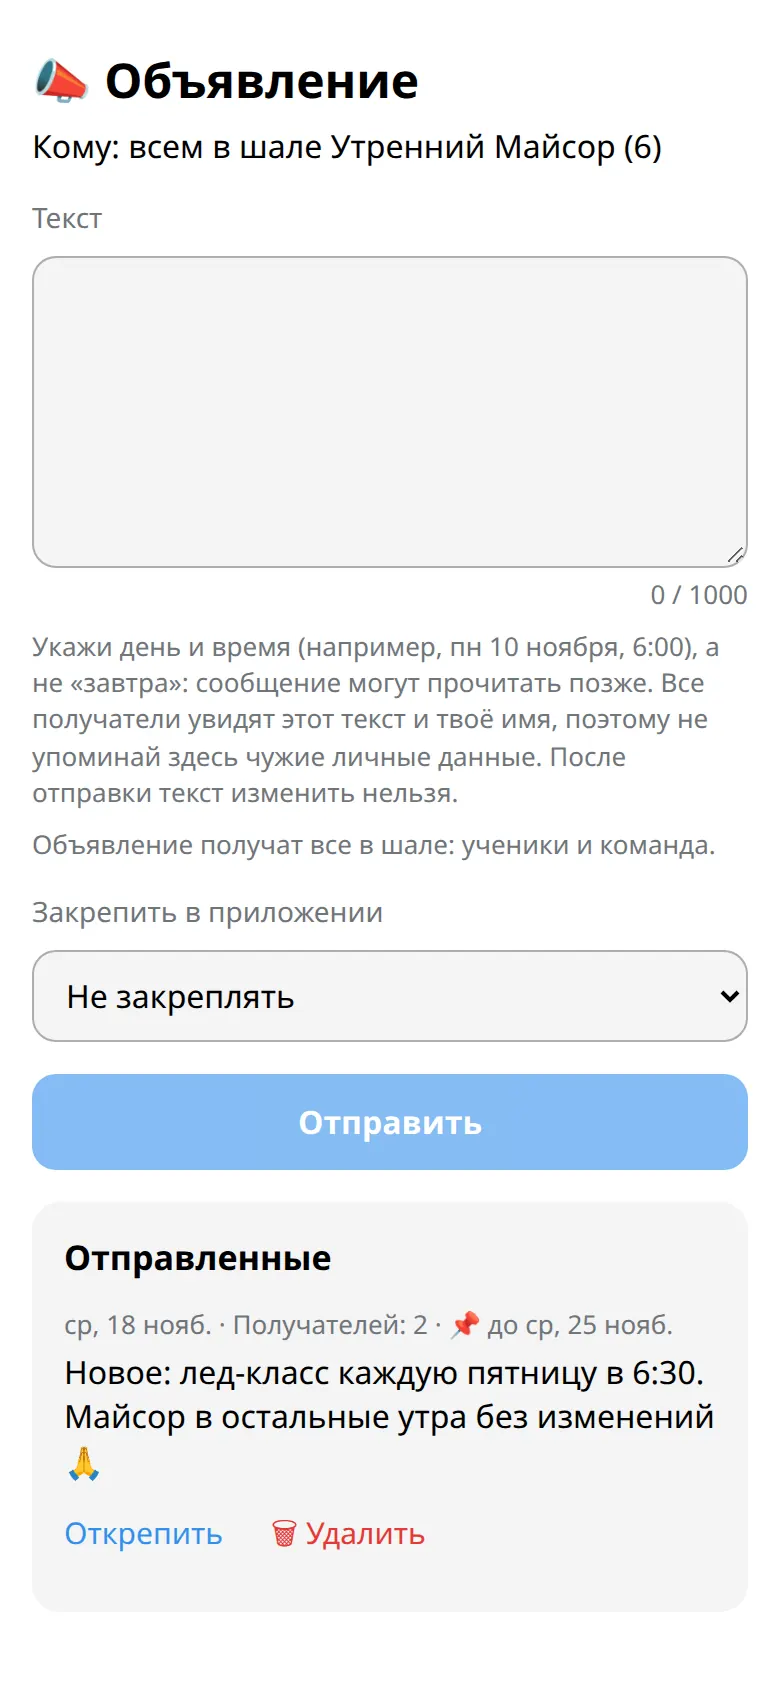 📣 Объявление
Кому: всем в шале Утренний Майсор (6)
Текст
0 / 1000
Укажи день и время (например, пн 10 ноября, 6:00), а
не «завтра»: сообщение могут прочитать позже. Все
получатели увидят этот текст и твоё имя, поэтому не
упоминай здесь чужие личные данные. После
отправки текст изменить нельзя.
Объявление получат все в шале: ученики и команда.
Закрепить в приложении
Не закреплять
Отправить
Отправленные
ср, 18 нояб. · Получателей: 2 · 📌 до ср, 25 нояб.
Новое: лед-класс каждую пятницу в 6:30.
Майсор в остальные утра без изменений
🙏
Открепить 🗑 Удалить